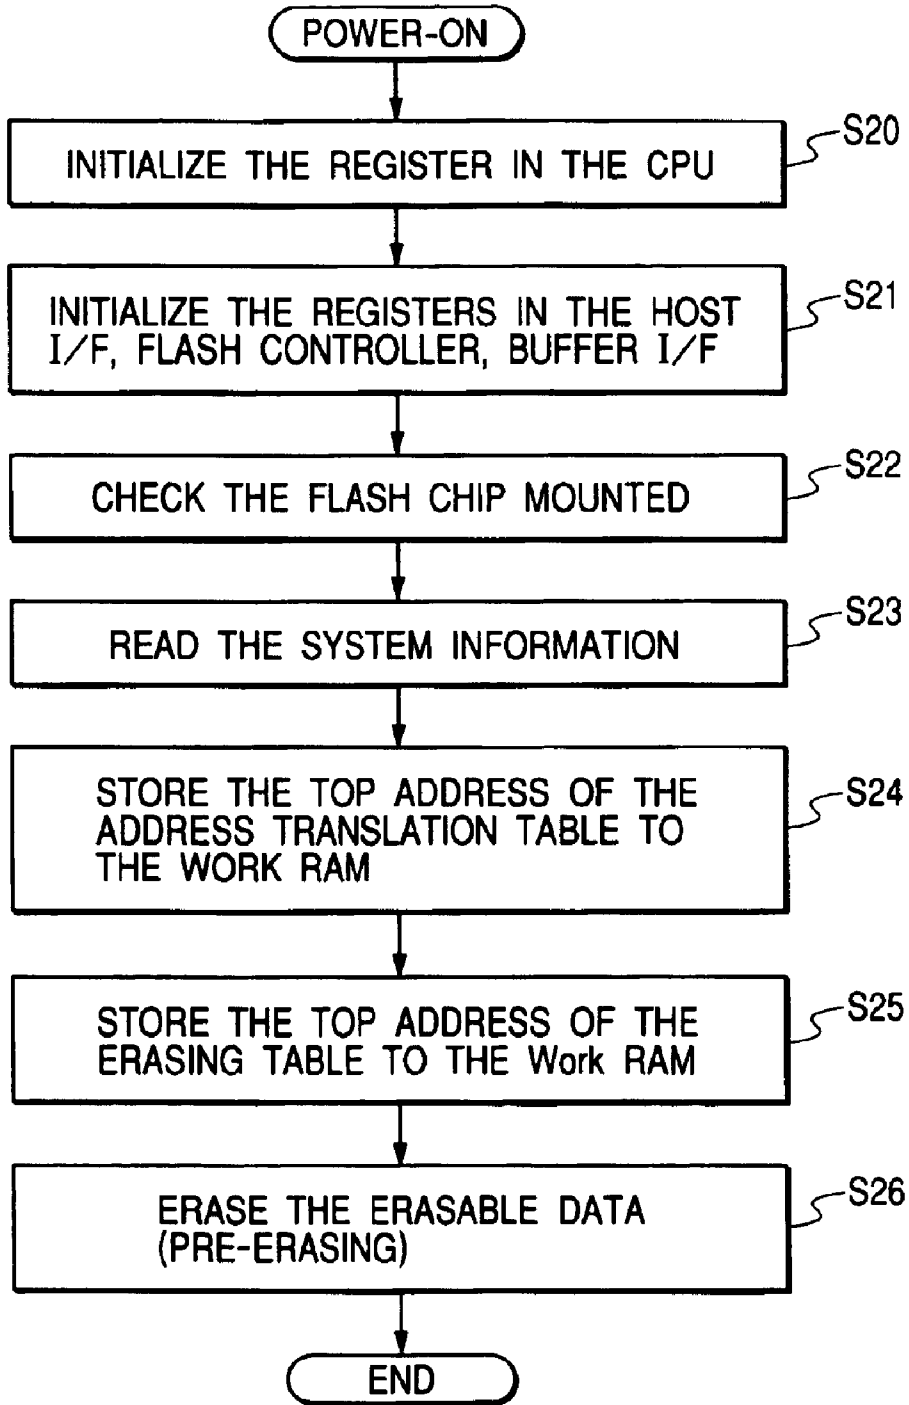 POWER-ON
S20
INITIALIZE THE REGISTER IN THE CPU
S21
INITIALIZE THE REGISTERS IN THE HOST
I/F, FLASH CONTROLLER, BUFFER I/F
S22
CHECK THE FLASH CHIP MOUNTED
S23
READ THE SYSTEM INFORMATION
S24
STORE THE TOP ADDRESS OF THE
ADDRESS TRANSLATION TABLE TO
THE WORK RAM
S25
STORE THE TOP ADDRESS OF THE
ERASING TABLE TO THE Work RAM
S26
ERASE THE ERASABLE DATA
(PRE-ERASING)
END